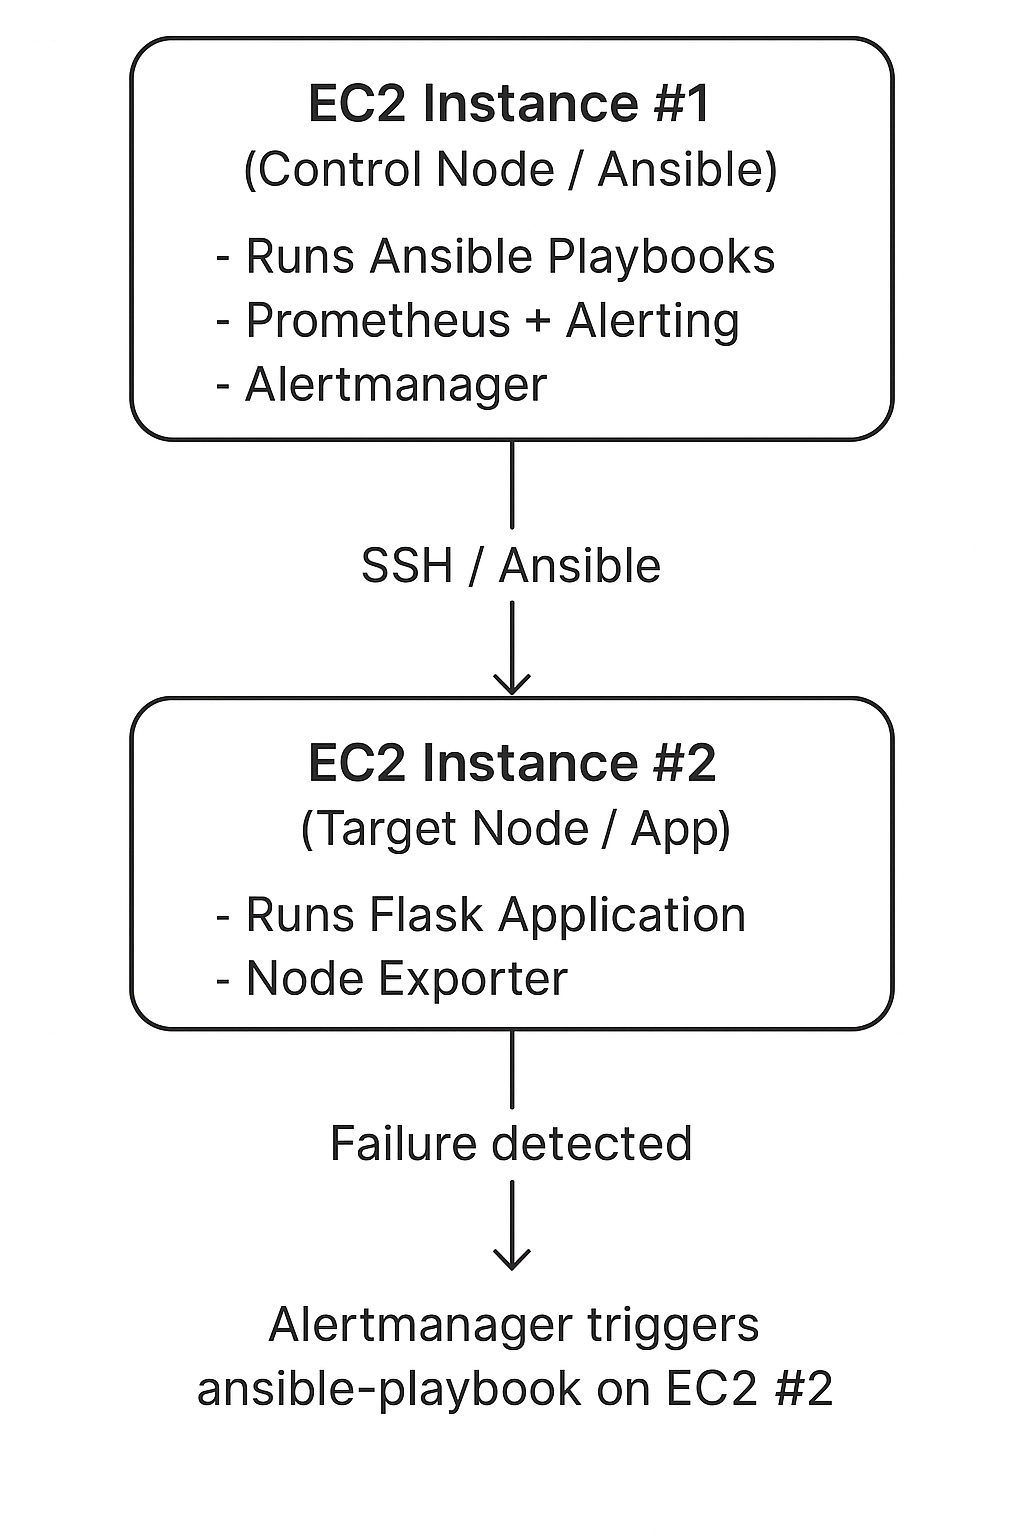 EC2 Instance #1
(Control Node / Ansible)
- Runs Ansible Playbooks
- Prometheus + Alerting
- Alertmanager
SSH / Ansible
EC2 Instance #2
(Target Node / App)
- Runs Flask Application
- Node Exporter
Failure detected
Alertmanager triggers
ansible-playbook on EC2 #2